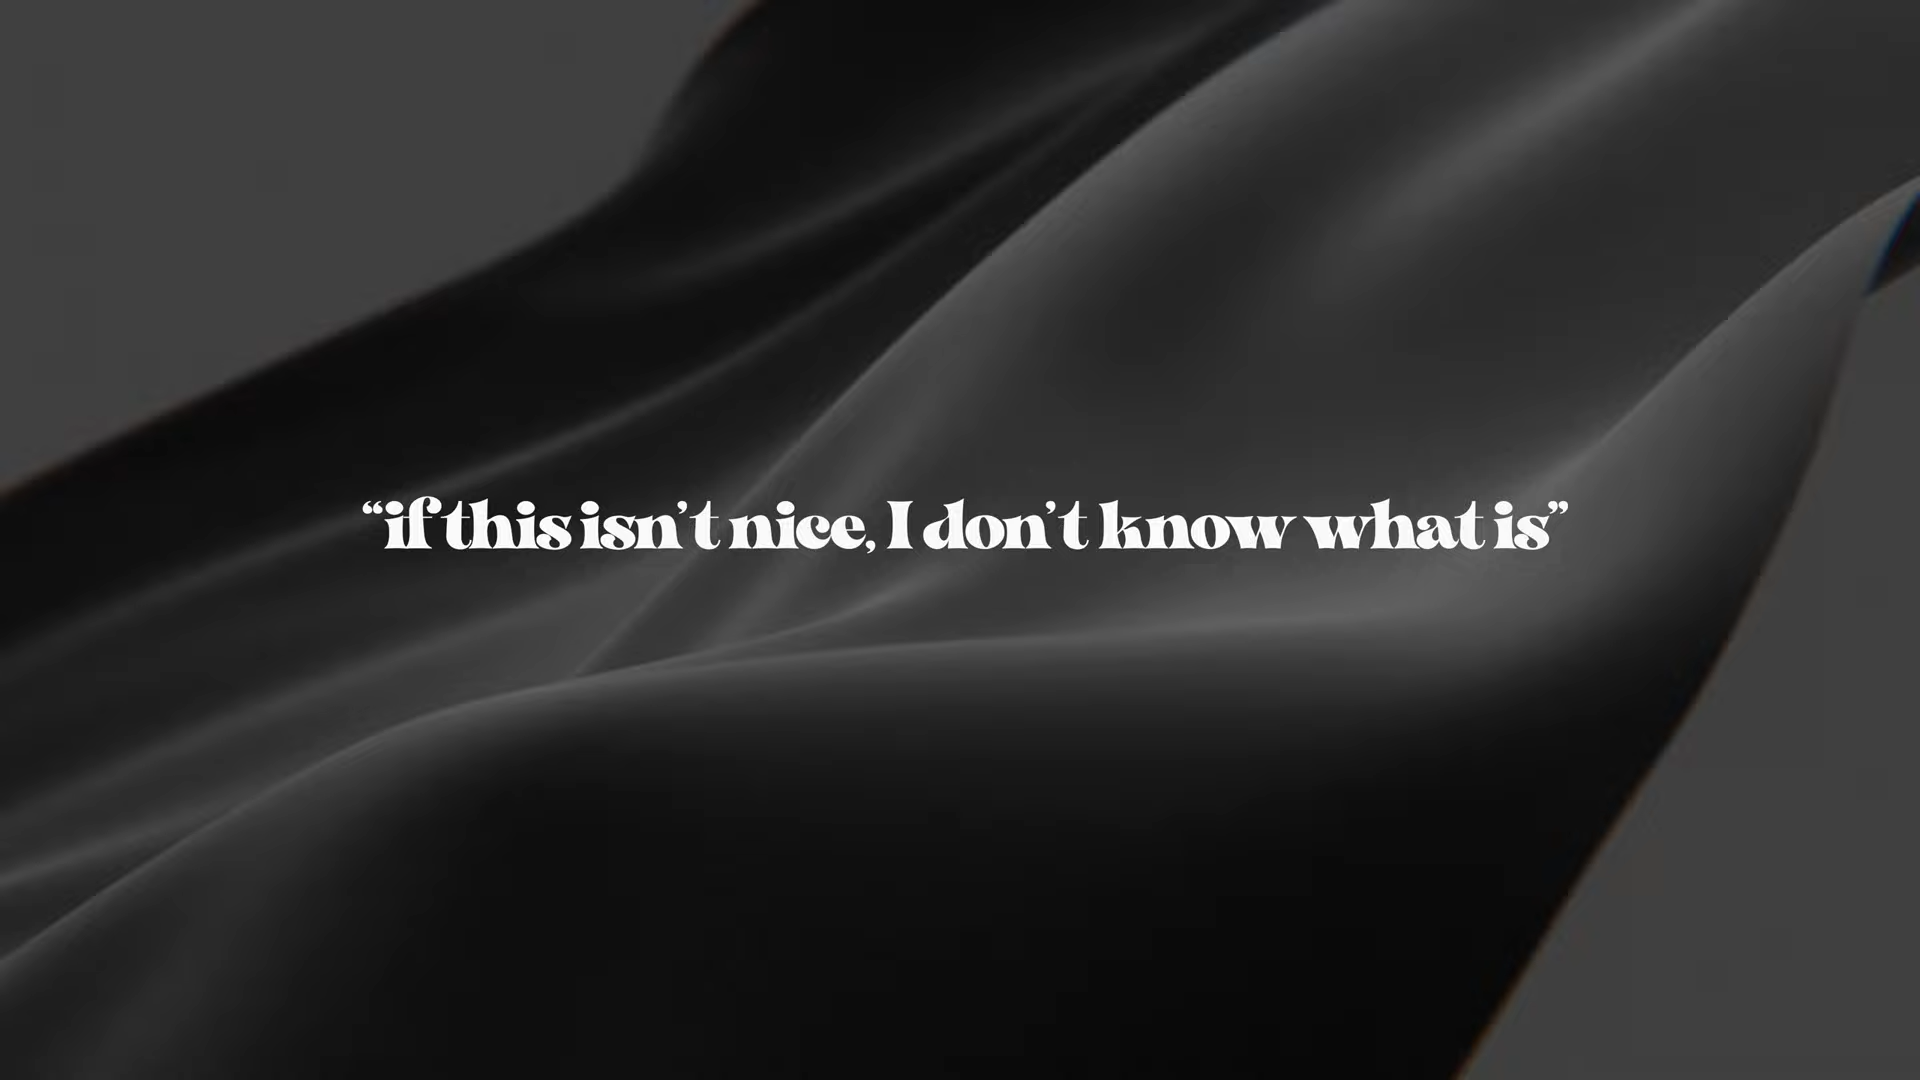 “if this isn’t nice, I don’t know what is”